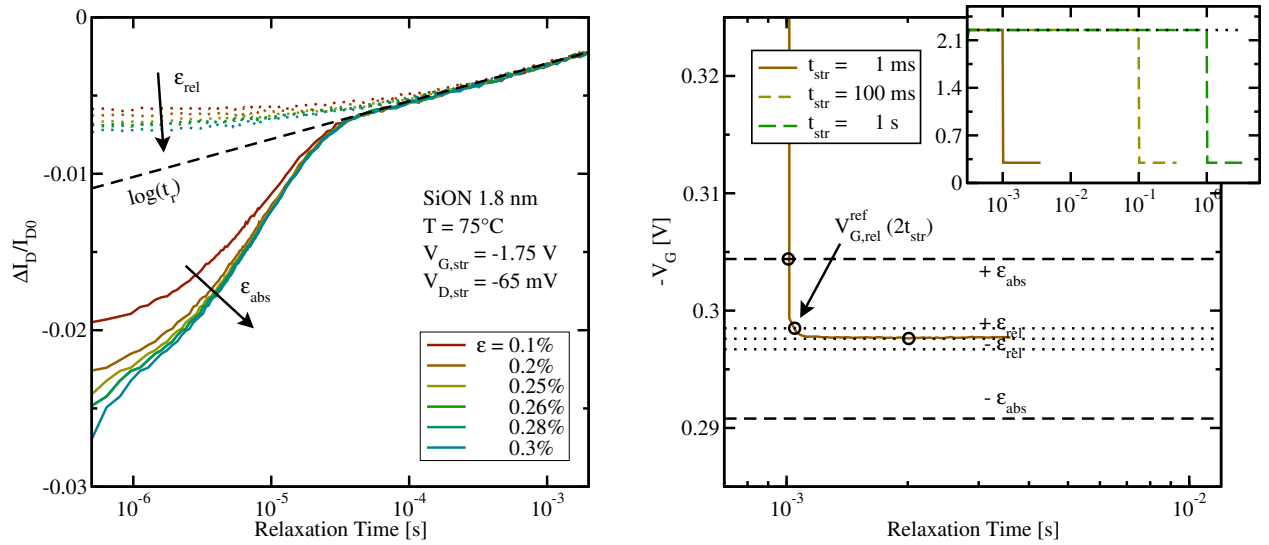 0
-0.01
-0.02
-0.03
ΔI_D/I_D0
ε_rel
log(t_r)
ε_abs
SiON 1.8 nm
T = 75°C
V_G,str = -1.75 V
V_D,str = -65 mV
ε = 0.1%
0.2%
0.25%
0.26%
0.28%
0.3%
10^-6
10^-5
10^-4
10^-3
Relaxation Time [s]
0.32
0.31
0.3
0.29
-V_G [V]
t_str = 1 ms
t_str = 100 ms
t_str = 1 s
2.1
1.4
0.7
0
10^-3
10^-2
10^-1
10^0
V_G,rel^ref (2t_str)
+ ε_abs
+ ε_rel
- ε_rel
- ε_abs
10^-3
10^-2
Relaxation Time [s]